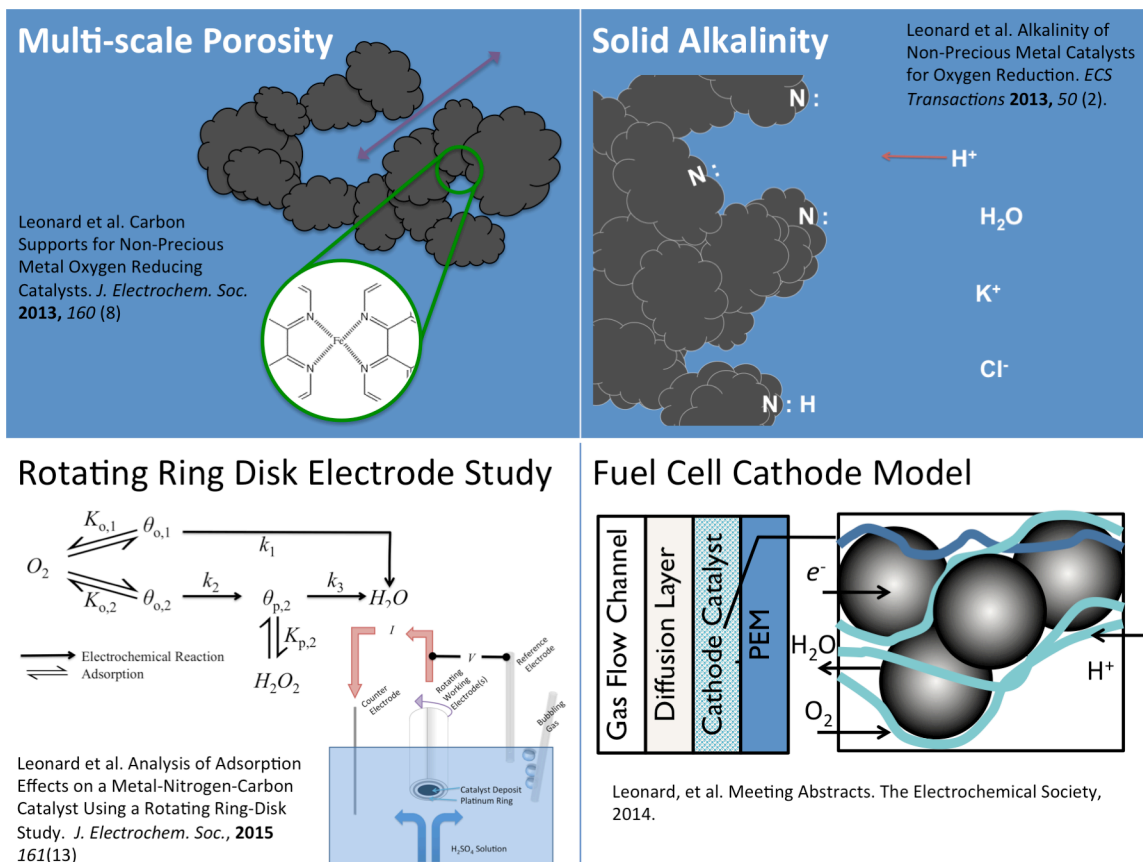 Multi-scale Porosity
Leonard et al. Carbon
Supports for Non-Precious
Metal Oxygen Reducing
Catalysts. J. Electrochem. Soc.
2013, 160 (8)
N
N
Fe
N
N
Solid Alkalinity
Leonard et al. Alkalinity of
Non-Precious Metal Catalysts
for Oxygen Reduction. ECS
Transactions 2013, 50 (2).
N :
N :
N :
N : H
H⁺
H₂O
K⁺
Cl⁻
Rotating Ring Disk Electrode Study
O₂
K₀,₁
θ₀,₁
k₁
K₀,₂
θ₀,₂
k₂
θp,₂
k₃
H₂O
Kp,₂
H₂O₂
Electrochemical Reaction
Adsorption
I
V
Counter
Electrode
Rotating
Working
Electrode(s)
Reference
Electrode
Bubbling
Gas
Catalyst Deposit
Platinum Ring
H₂SO₄ Solution
Leonard et al. Analysis of Adsorption
Effects on a Metal-Nitrogen-Carbon
Catalyst Using a Rotating Ring-Disk
Study. J. Electrochem. Soc., 2015
161(13)
Fuel Cell Cathode Model
Gas Flow Channel
Diffusion Layer
Cathode Catalyst
PEM
e⁻
H₂O
O₂
H⁺
Leonard, et al. Meeting Abstracts. The Electrochemical Society,
2014.